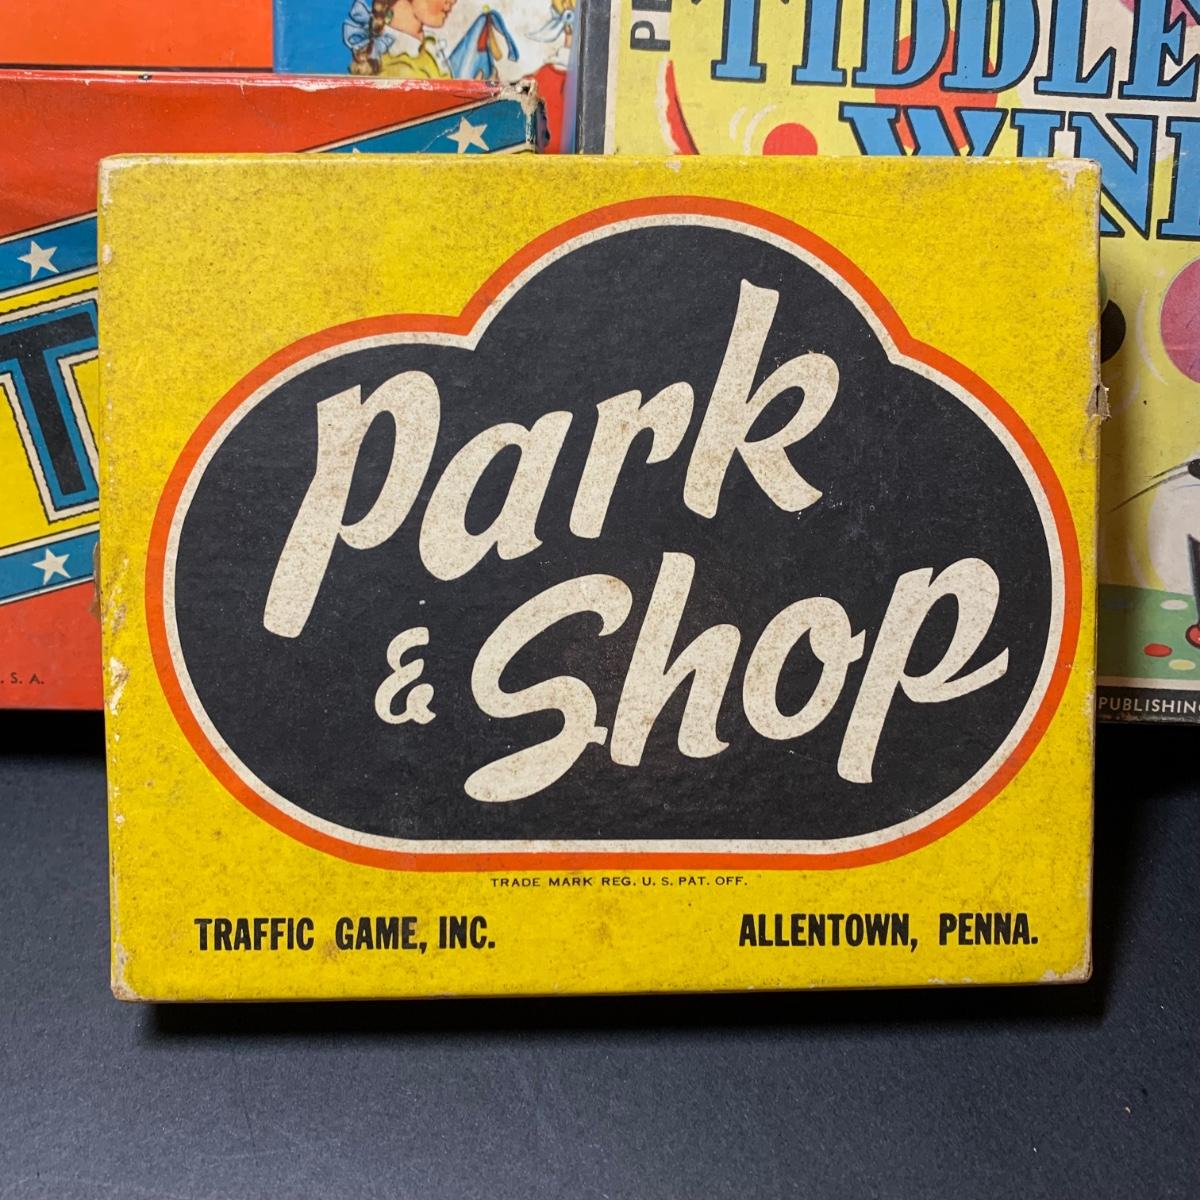 TIDDLE
WIN
T
. S. A.
Park
& Shop
TRADE MARK REG. U. S. PAT. OFF.
TRAFFIC GAME, INC. ALLENTOWN, PENNA.
PUBLISHING